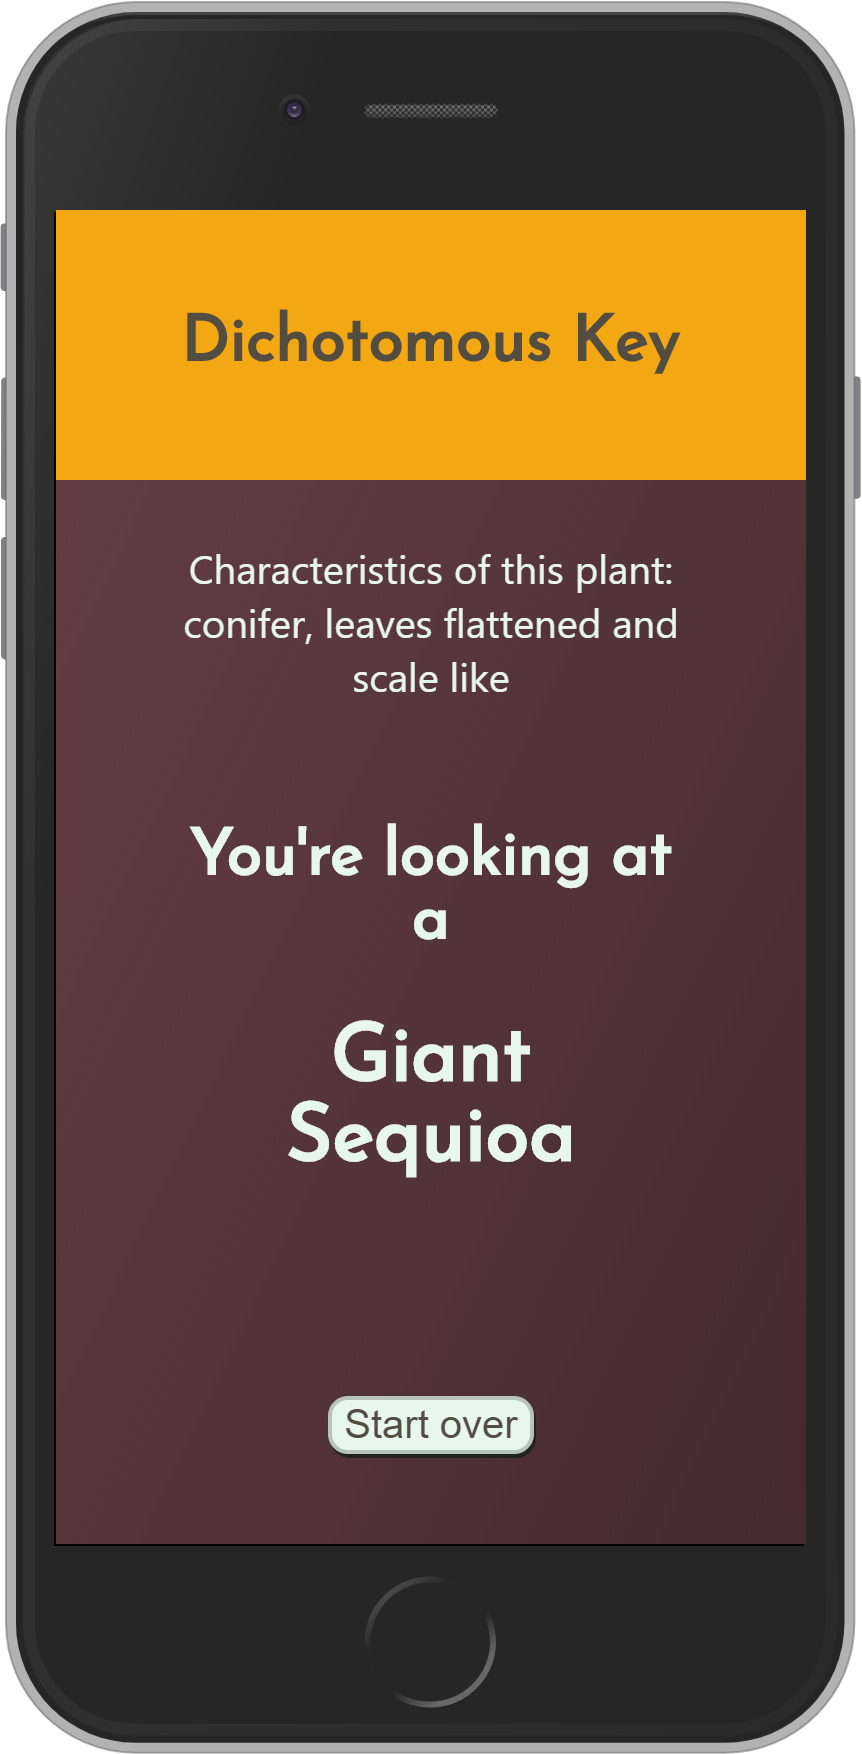 Dichotomous Key
Characteristics of this plant:
conifer, leaves flattened and
scale like
You're looking at
a
Giant
Sequioa
Start over